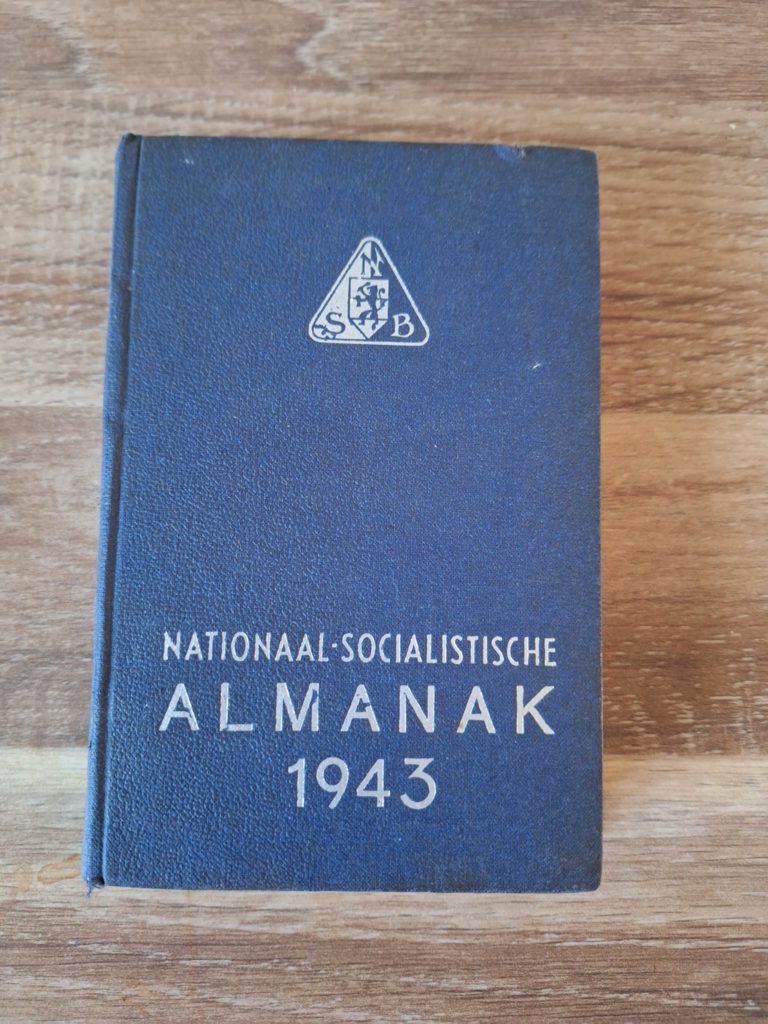 N
S B
NATIONAAL-SOCIALISTISCHE
ALMANAK
1943